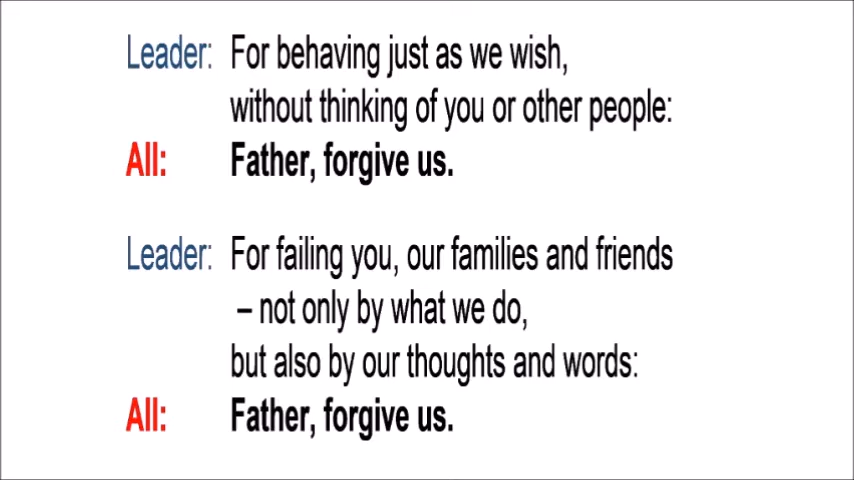 Leader: For behaving just as we wish,
without thinking of you or other people:
All: Father, forgive us.
Leader: For failing you, our families and friends
– not only by what we do,
but also by our thoughts and words:
All: Father, forgive us.